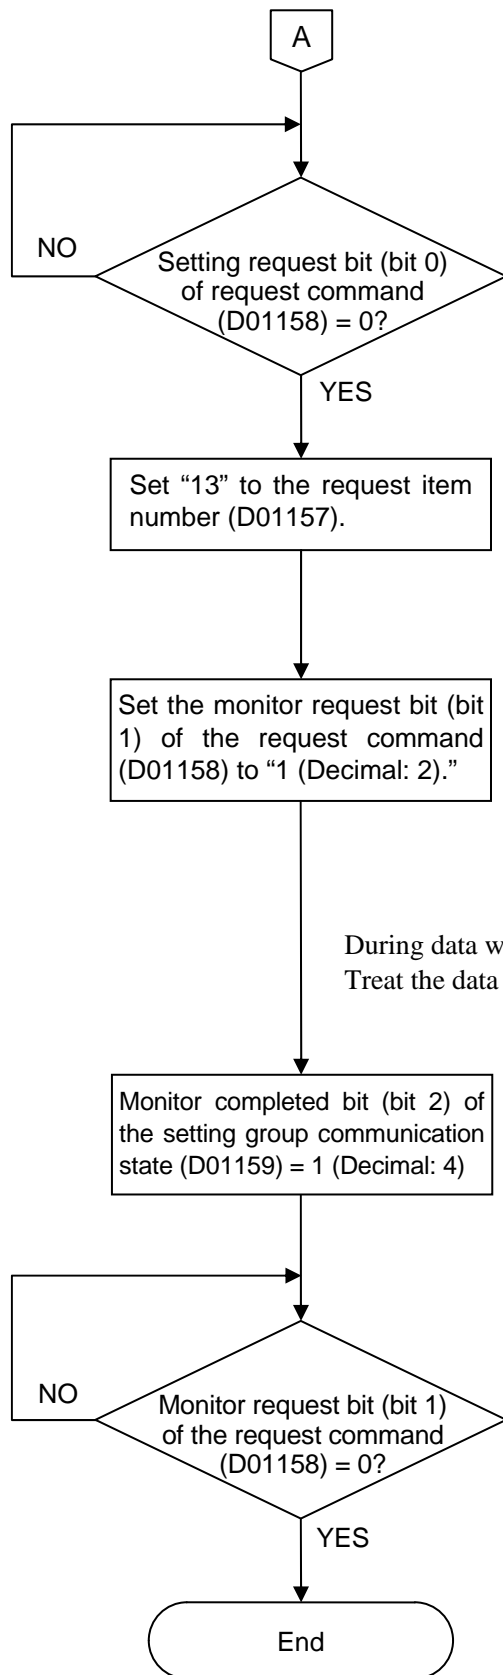 A
NO
Setting request bit (bit 0)
of request command
(D01158) = 0?
YES
Set “13” to the request item
number (D01157).
Set the monitor request bit (bit
1) of the request command
(D01158) to “1 (Decimal: 2).”
During data w
Treat the data
Monitor completed bit (bit 2) of
the setting group communication
state (D01159) = 1 (Decimal: 4)
NO
Monitor request bit (bit 1)
of the request command
(D01158) = 0?
YES
End